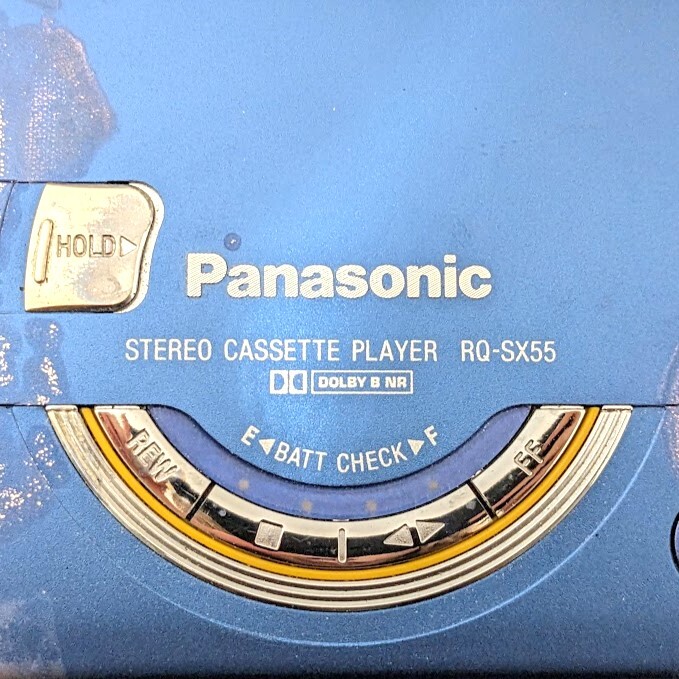 HOLD
Panasonic
STEREO CASSETTE PLAYER RQ-SX55
DOLBY B NR
E BATT CHECK F
REW
FF